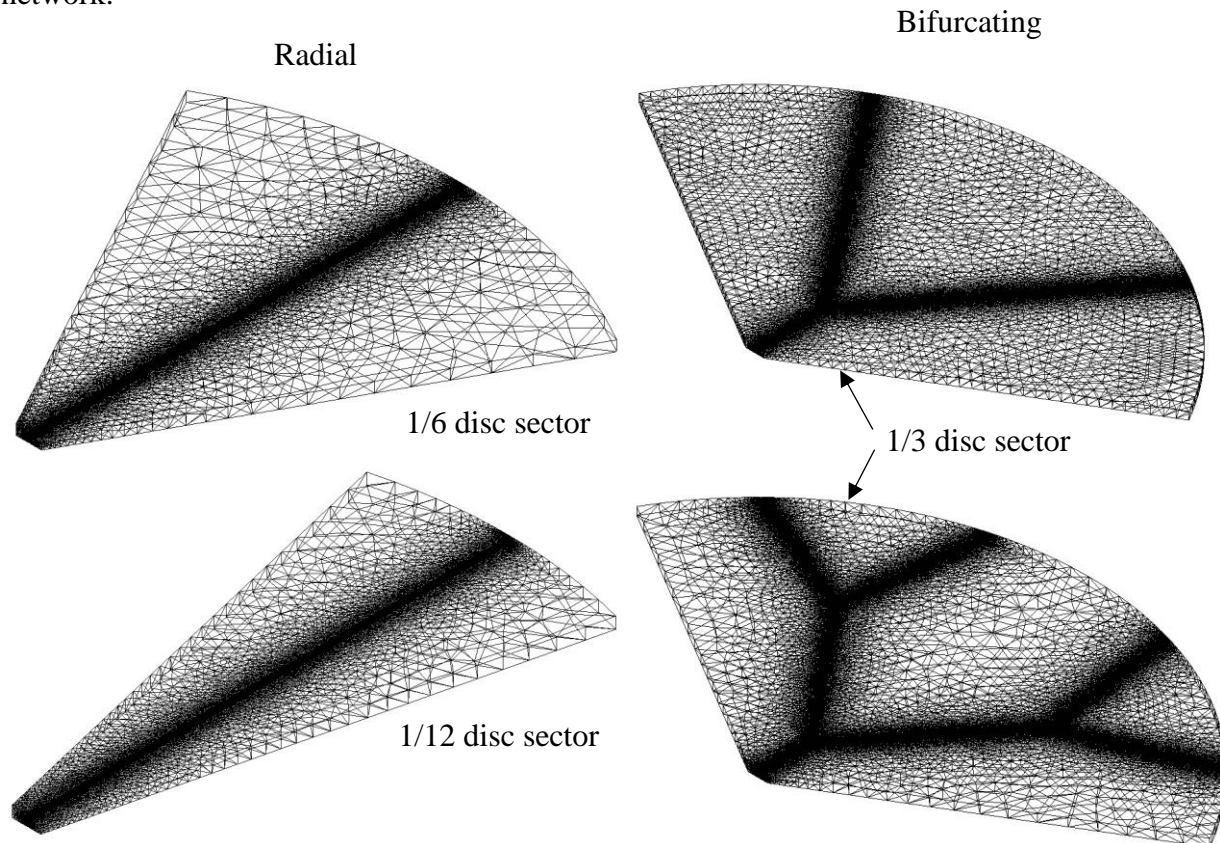 network.
Radial
Bifurcating
1/6 disc sector
1/3 disc sector
1/12 disc sector